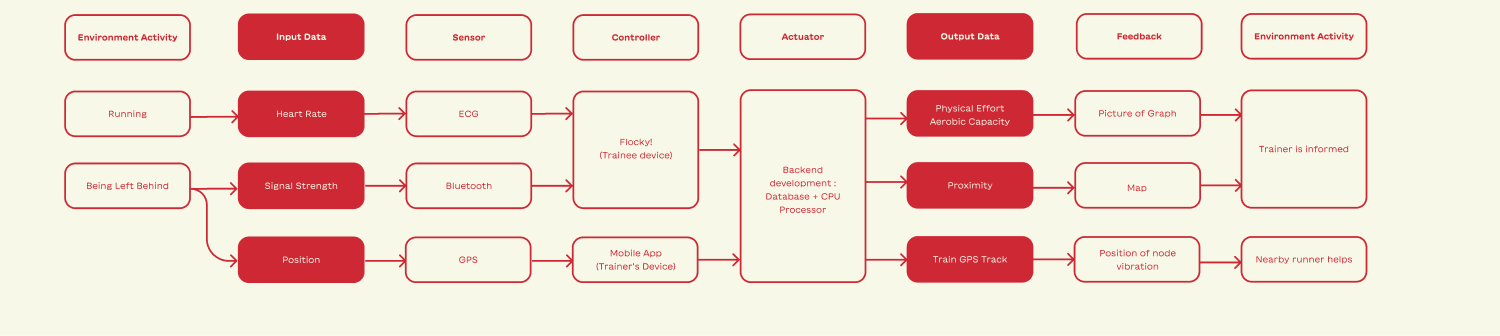 Environment Activity
Input Data
Sensor
Controller
Actuator
Output Data
Feedback
Environment Activity
Running
Heart Rate
ECG
Flocky!
(Trainee device)
Backend
development :
Database + CPU
Processor
Physical Effort
Aerobic Capacity
Picture of Graph
Trainer is informed
Being Left Behind
Signal Strength
Bluetooth
Proximity
Map
Position
GPS
Mobile App
(Trainer's Device)
Train GPS Track
Position of node
vibration
Nearby runner helps